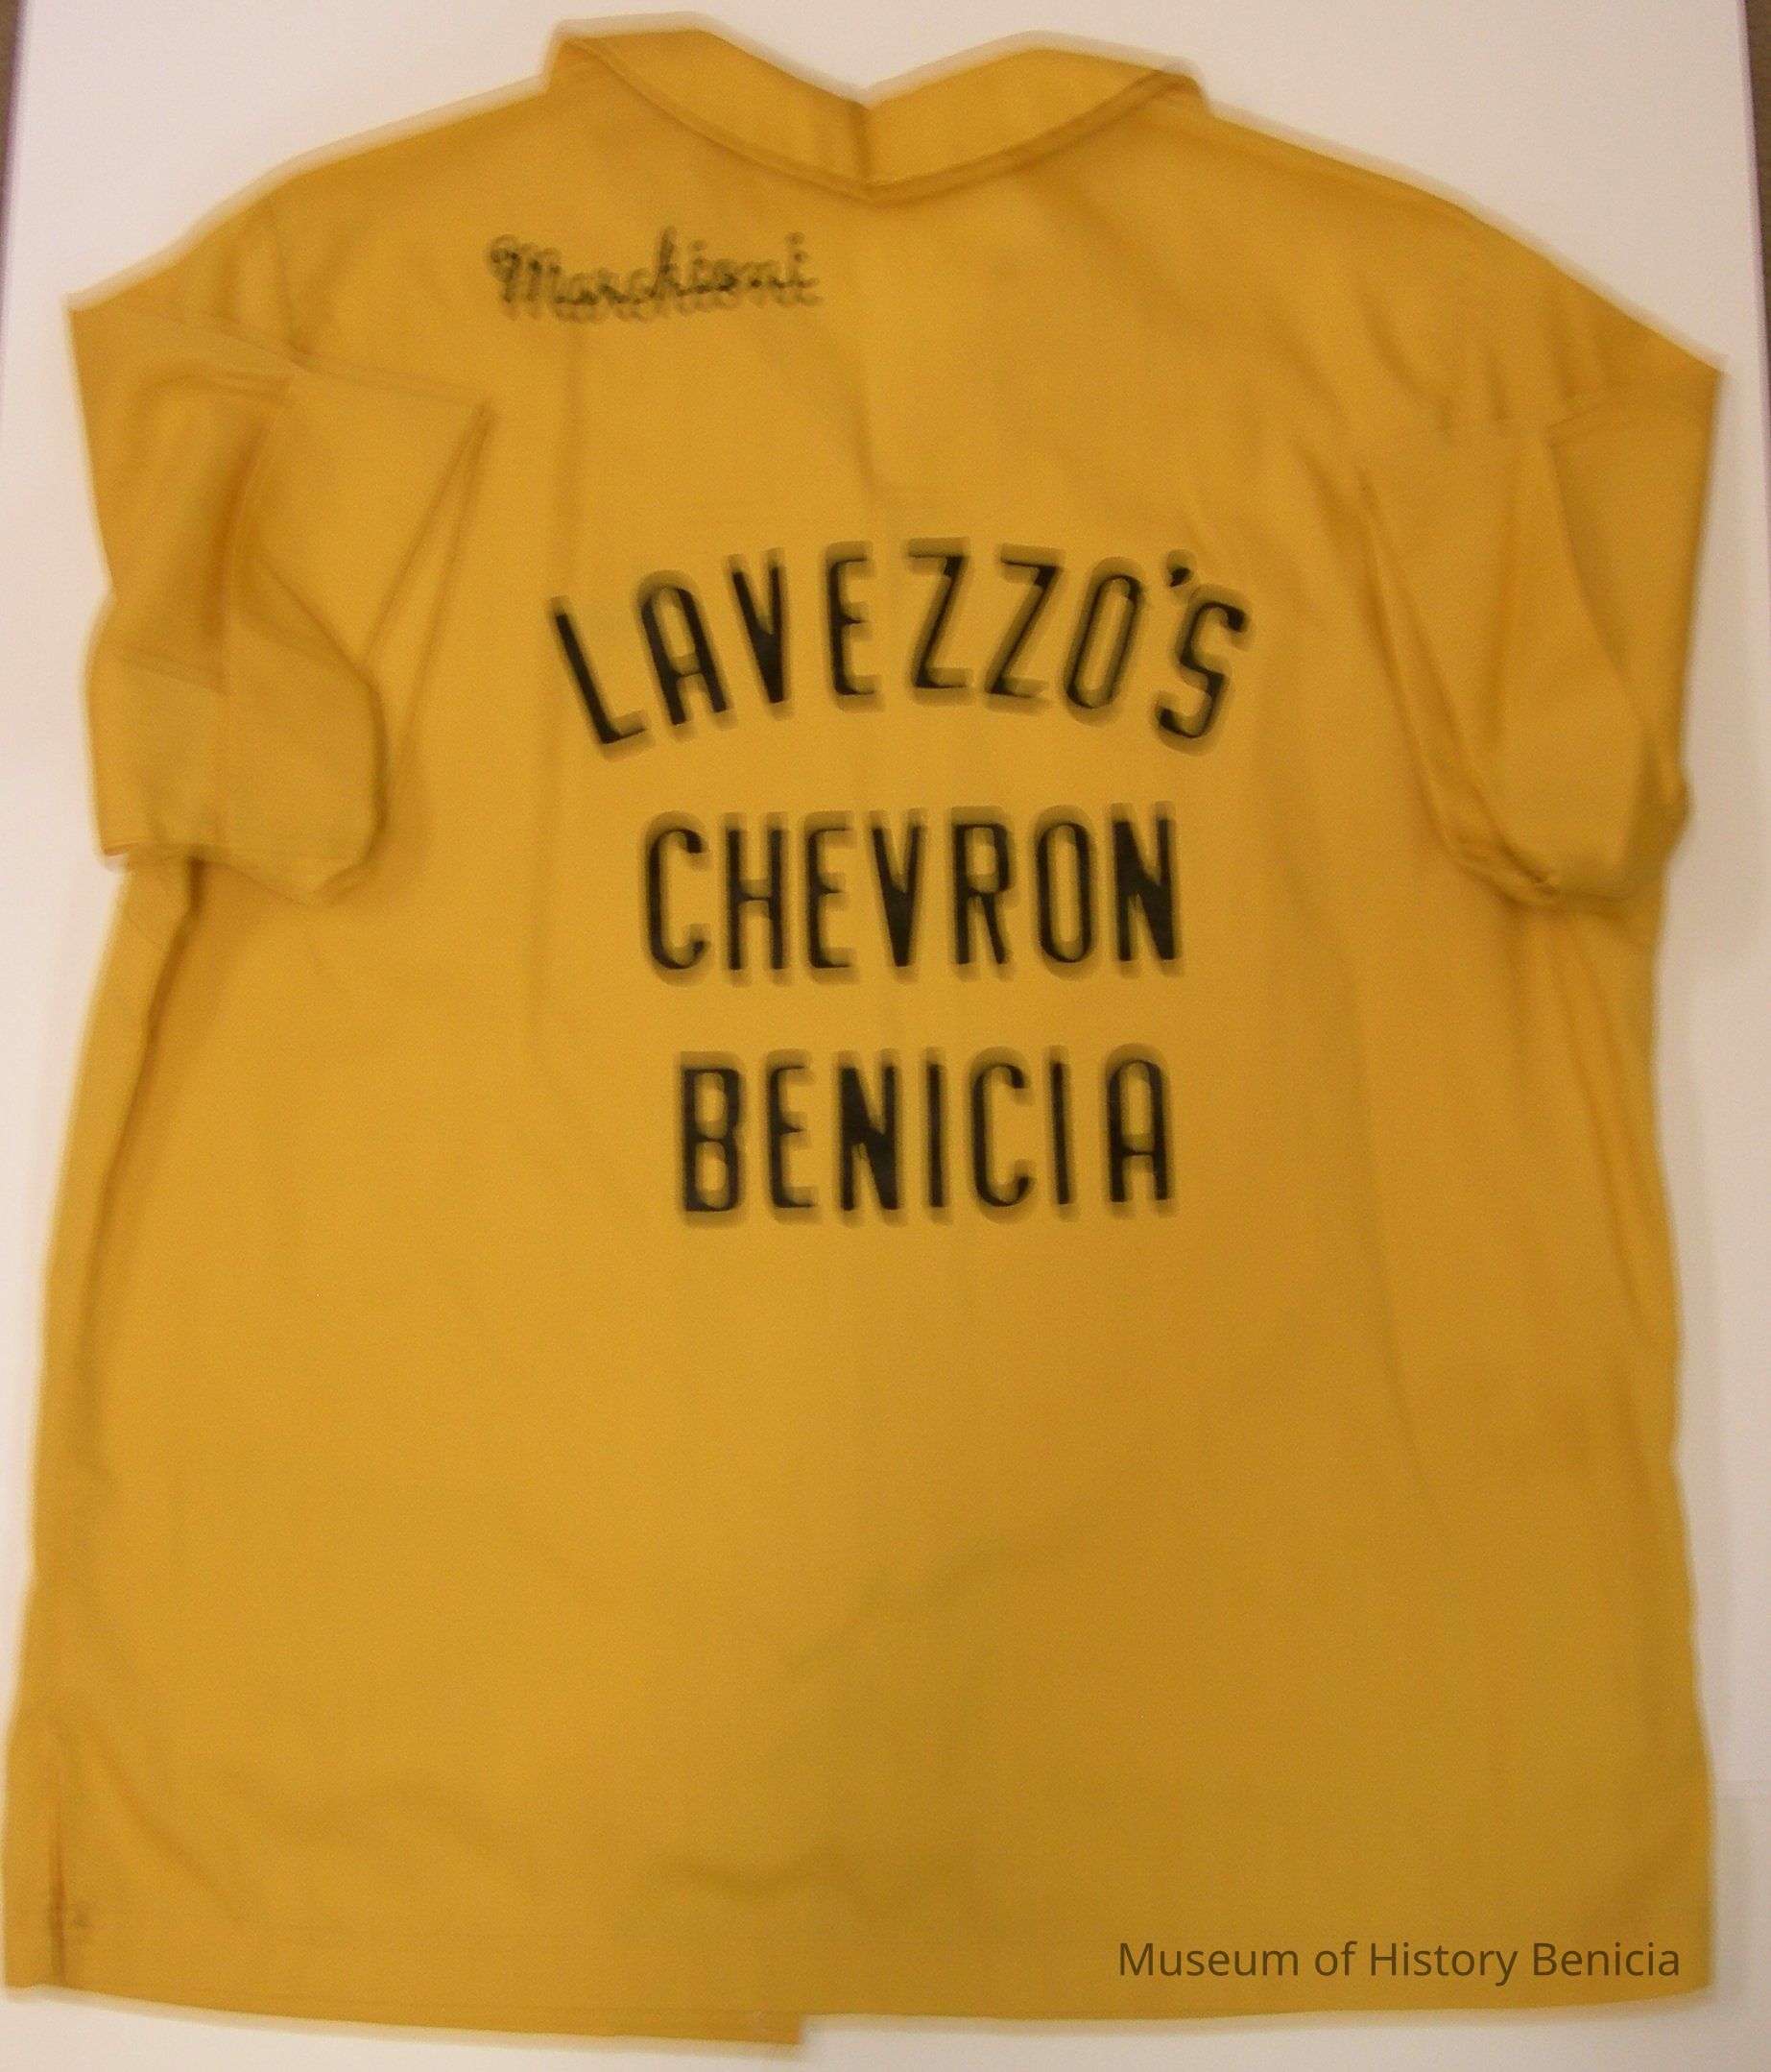 Marchioni
LAVEZZO'S
CHEVRON
BENICIA
Museum of History Benicia